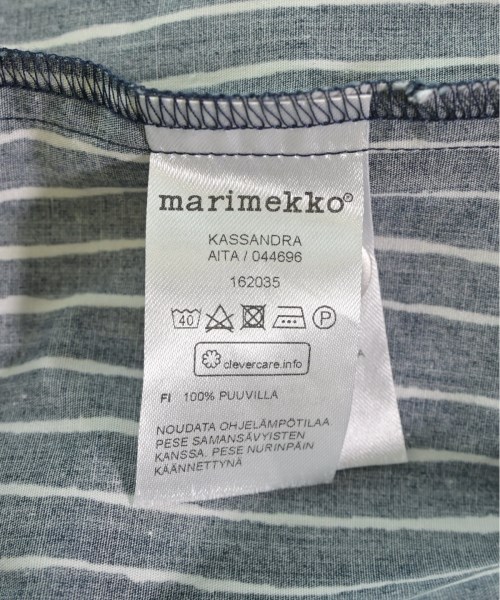 marimekko®
KASSANDRA
AITA / 044696
162035
40 P
clevercare.info
FI 100% PUUVILLA
NOUDATA OHJELÄMPÖTILAA.
PESE SAMANSÄVYISTEN
KANSSA. PESE NURINPÄIN
KÄÄNNETTYNÄ
A